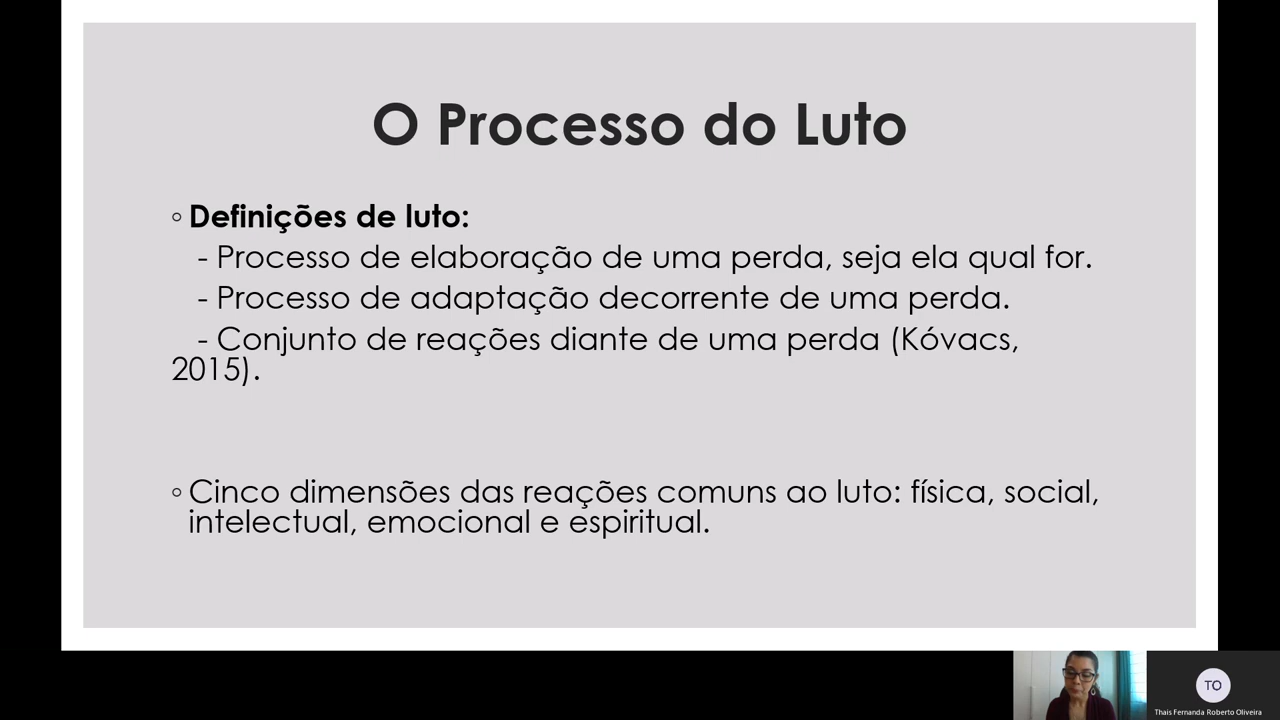 O Processo do Luto
◦ Definições de luto:
- Processo de elaboração de uma perda, seja ela qual for.
- Processo de adaptação decorrente de uma perda.
- Conjunto de reações diante de uma perda (Kóvacs,
2015).
◦ Cinco dimensões das reações comuns ao luto: física, social,
intelectual, emocional e espiritual.
TO
Thais Fernanda Roberto Oliveira